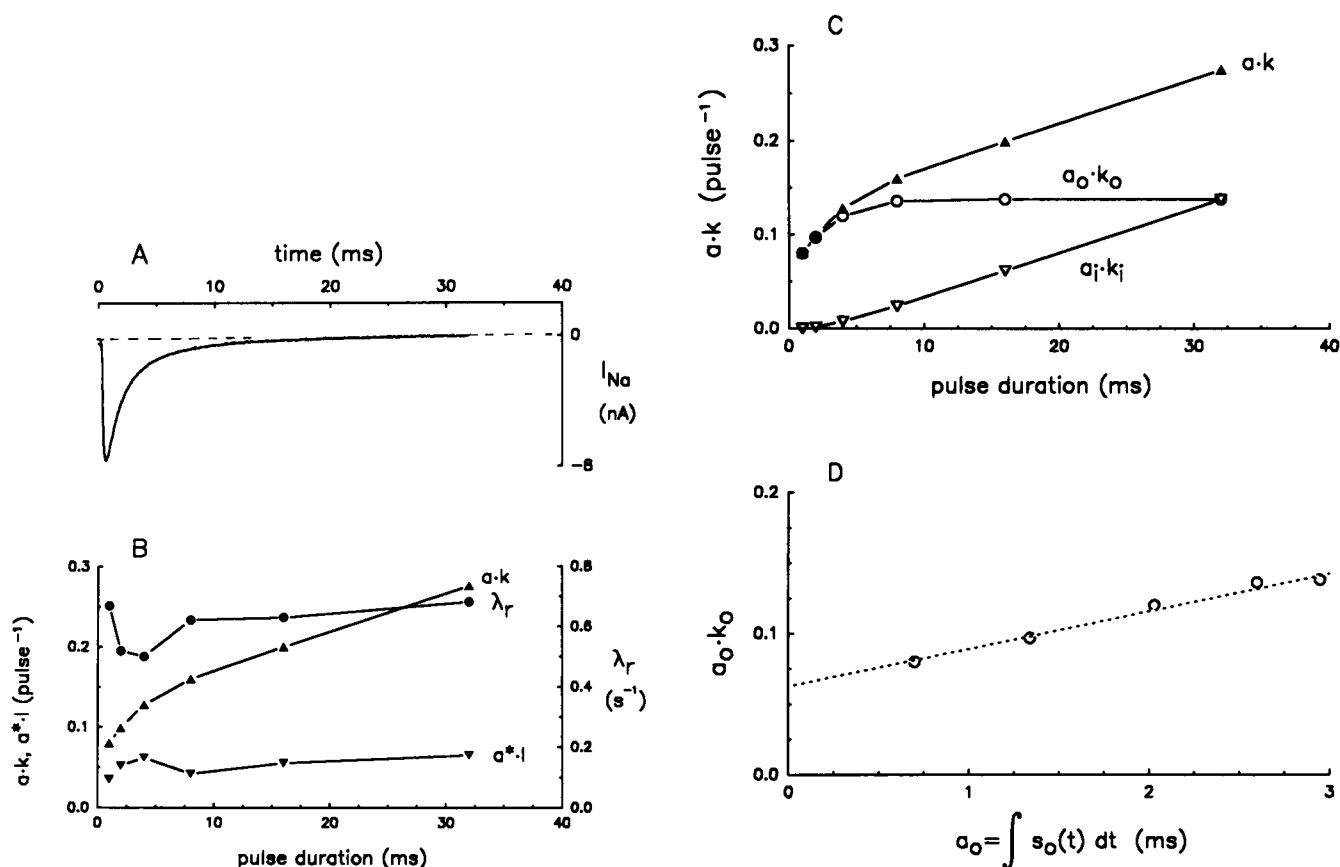 A
time (ms)
0 10 20 30 40
0
I_Na
(nA)
-8
B
0.3
0.2
0.1
0.0
a·k, a*·l (pulse⁻¹)
0 10 20 30 40
pulse duration (ms)
a·k
λ_r
a*·l
0.8
0.6
0.4
0.2
0.0
λ_r
(s⁻¹)
C
0.3
0.2
0.1
0.0
a·k (pulse⁻¹)
a·k
a_o·k_o
a_i·k_i
0 10 20 30 40
pulse duration (ms)
D
0.2
0.1
0.0
a_o·k_o
0 1 2 3
a_o=∫ s_o(t) dt (ms)